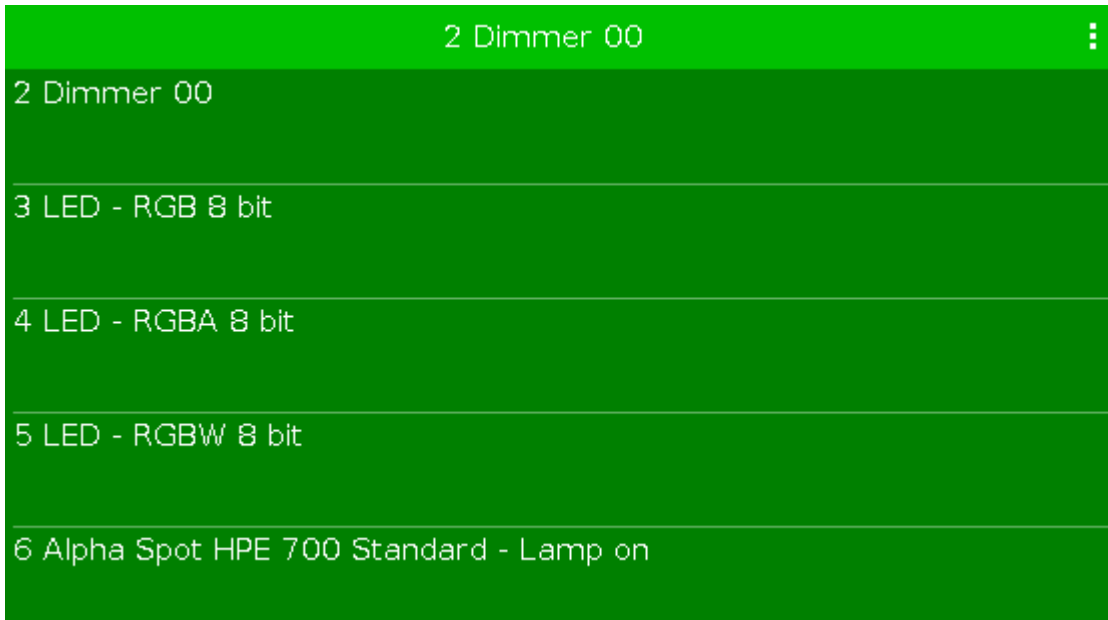 2 Dimmer 00
2 Dimmer 00
3 LED - RGB 8 bit
4 LED - RGBA 8 bit
5 LED - RGBW 8 bit
6 Alpha Spot HPE 700 Standard - Lamp on